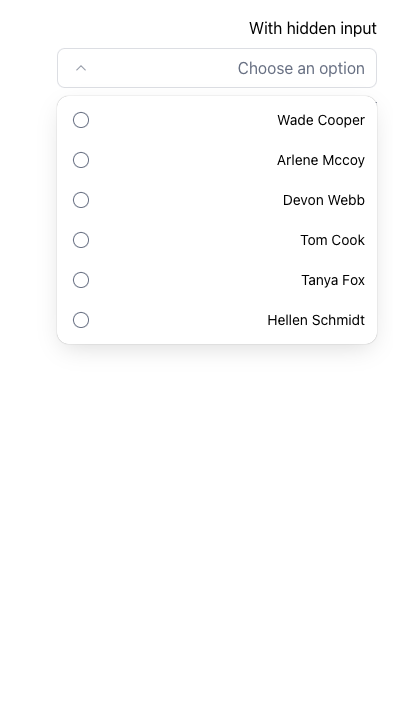 With hidden input
Choose an option
Wade Cooper
Arlene Mccoy
Devon Webb
Tom Cook
Tanya Fox
Hellen Schmidt